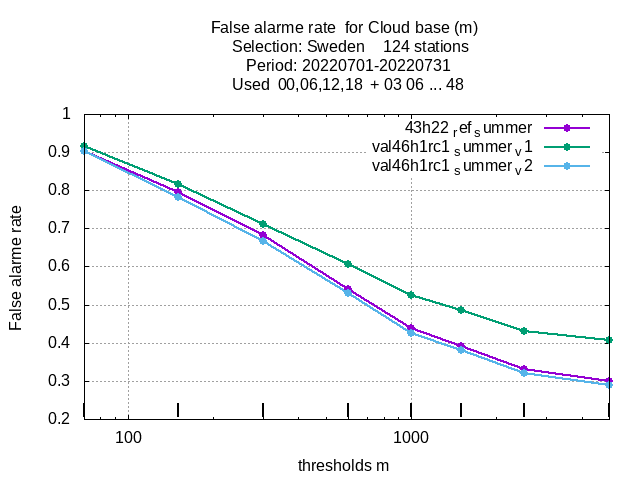 False alarme rate for Cloud base (m)
Selection: Sweden 124 stations
Period: 20220701-20220731
Used 00,06,12,18 + 03 06 ... 48
43h22 ref summer
val46h1rc1 summer v1
val46h1rc1 summer v2
False alarme rate
1
0.9
0.8
0.7
0.6
0.5
0.4
0.3
0.2
100 1000
thresholds m